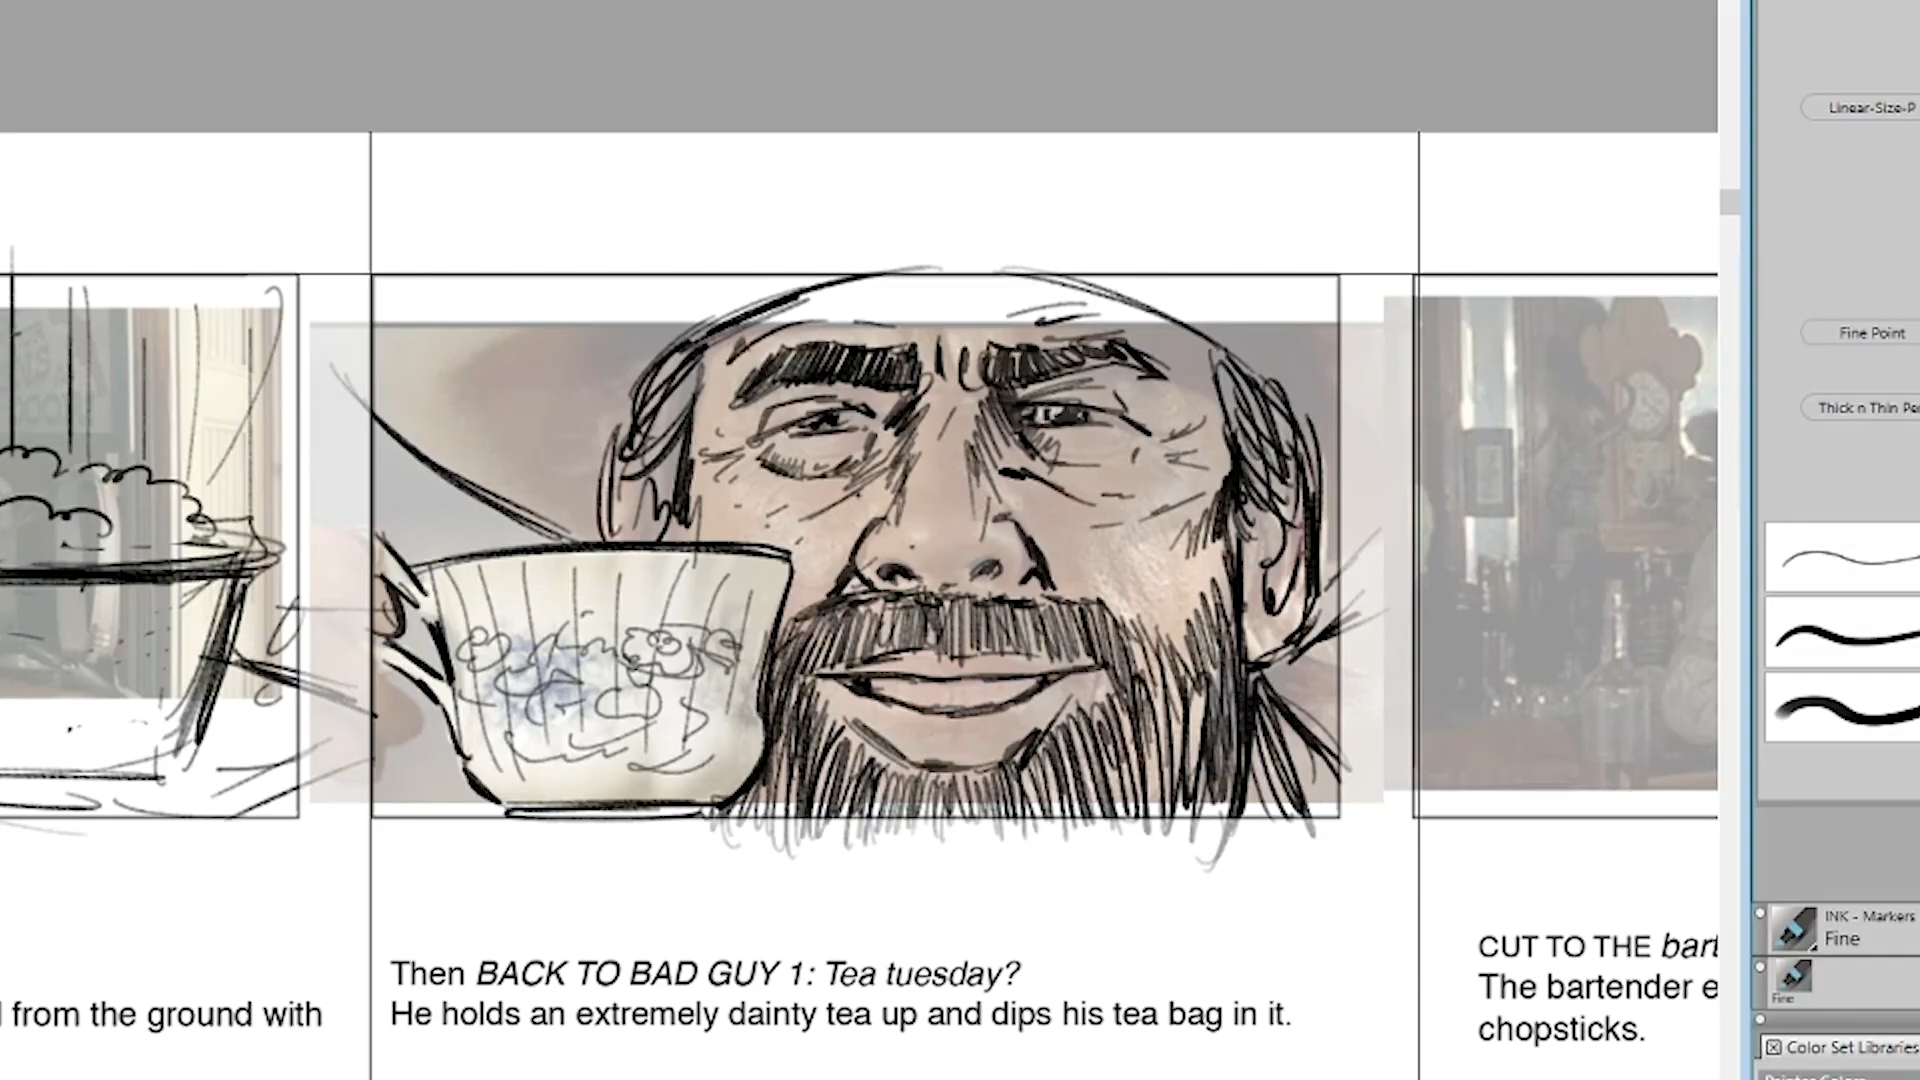 Linear-Size-P
Fine Point
Thick n Thin Pe
INK - Markers
Fine
Fine
Color Set Libraries
from the ground with
Then BACK TO BAD GUY 1: Tea tuesday?
He holds an extremely dainty tea up and dips his tea bag in it.
CUT TO THE bart
The bartender e
chopsticks.